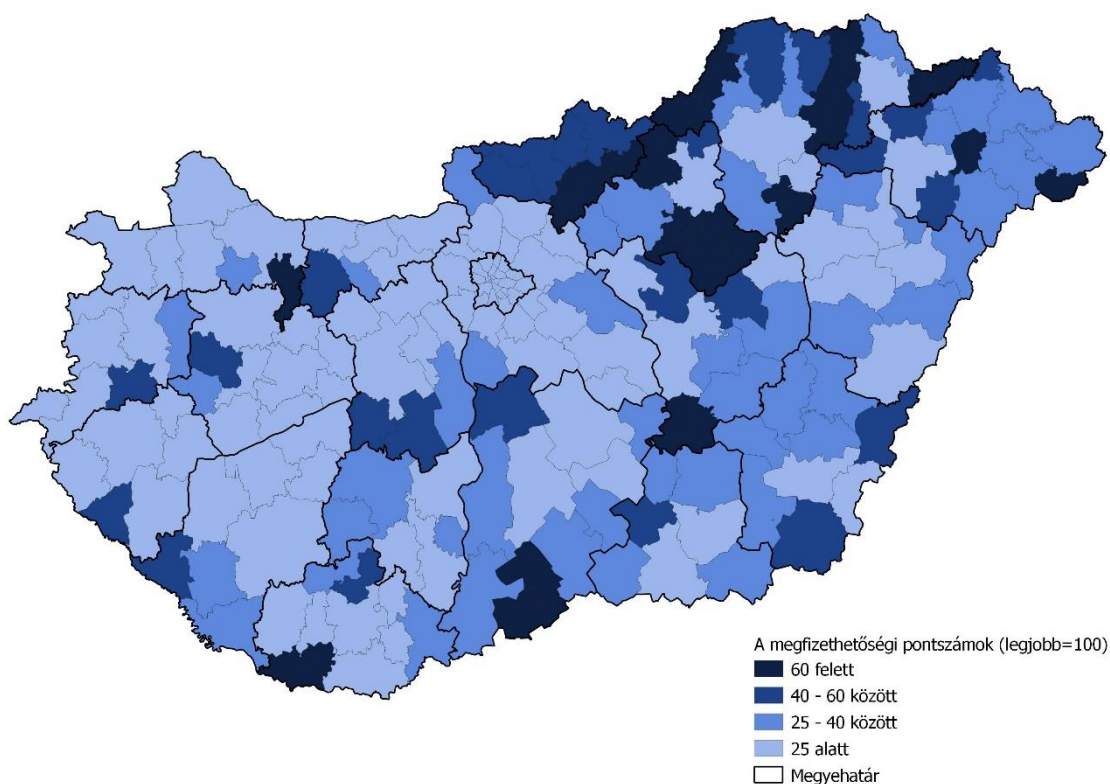 A megfizethetőségi pontszámok (legjobb=100)
60 felett
40 - 60 között
25 - 40 között
25 alatt
Megyehatár